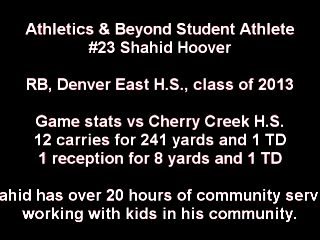 Athletics & Beyond Student Athlete
#23 Shahid Hoover
RB, Denver East H.S., class of 2013
Game stats vs Cherry Creek H.S.
12 carries for 241 yards and 1 TD
1 reception for 8 yards and 1 TD
ahid has over 20 hours of community serv
working with kids in his community.